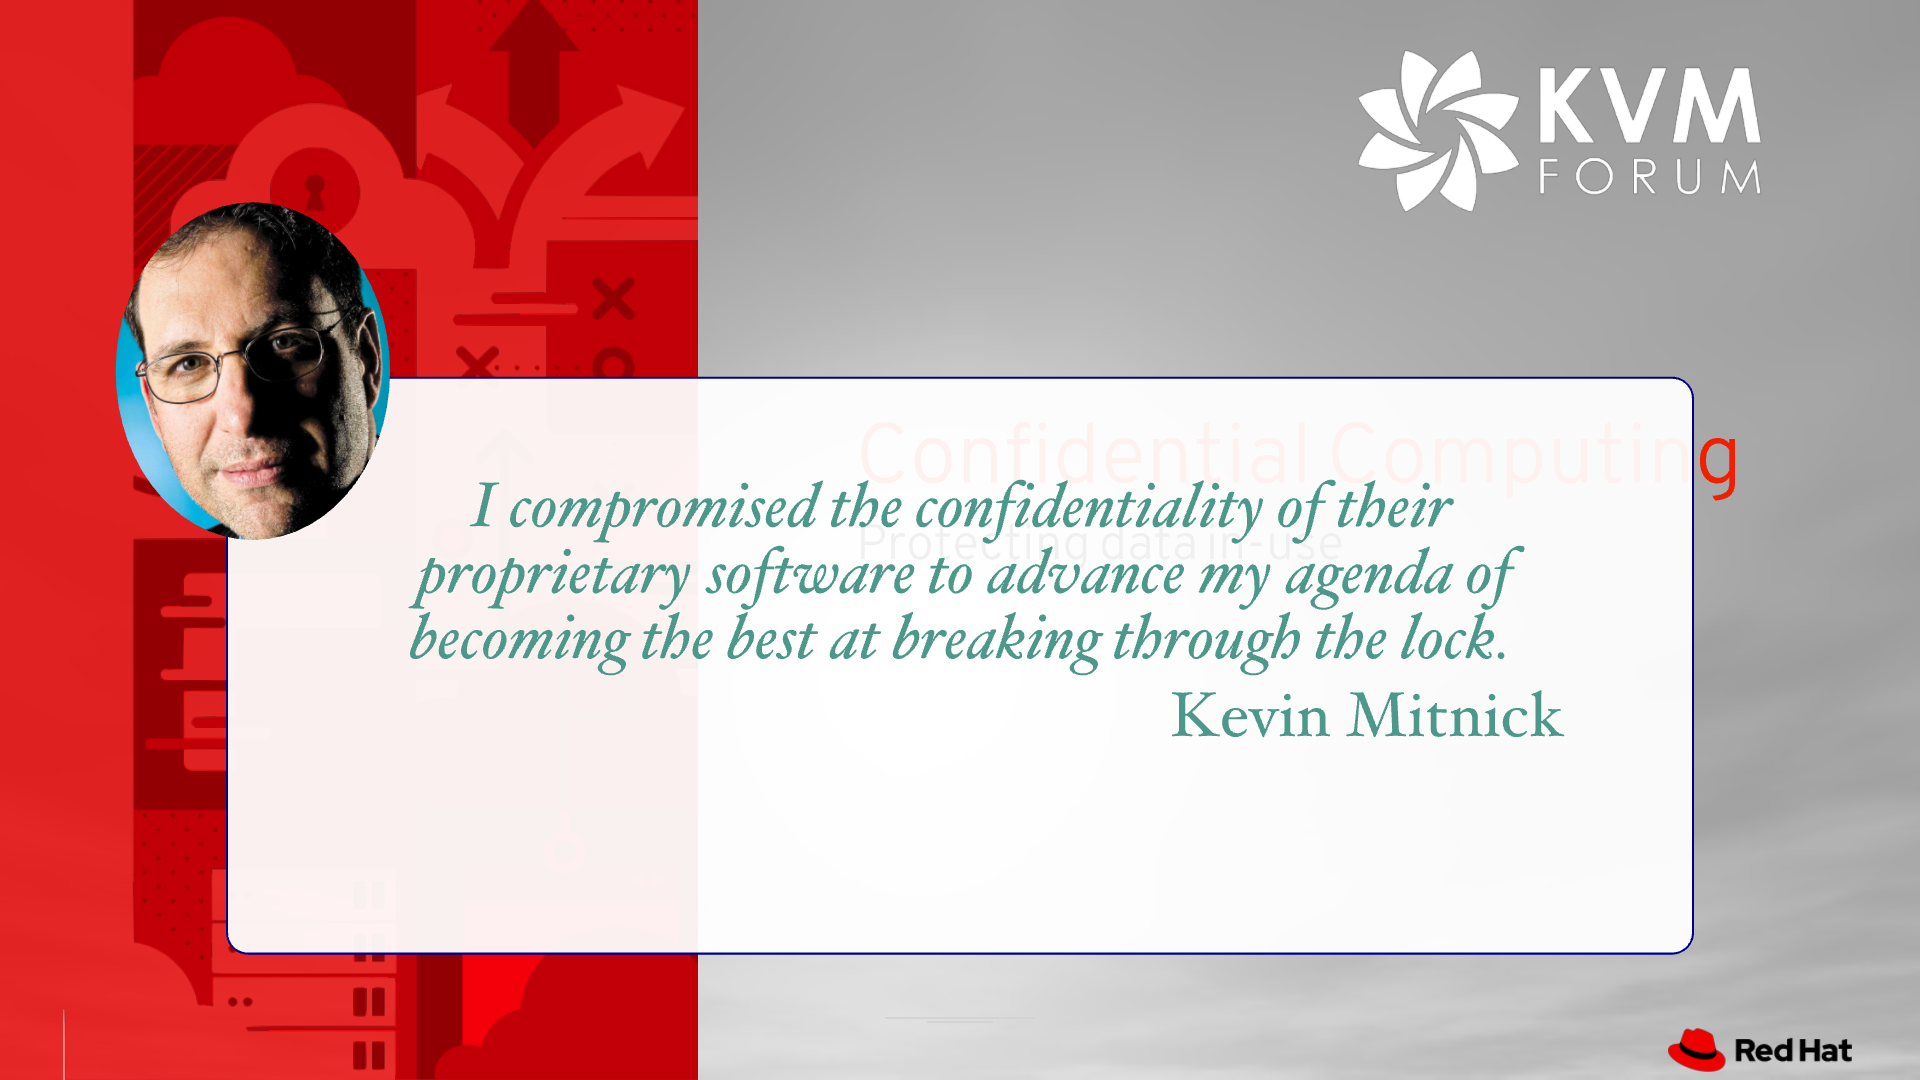 KVM
FORUM
Confidential Computing
Protecting data in-use
I compromised the confidentiality of their
proprietary software to advance my agenda of
becoming the best at breaking through the lock.
Kevin Mitnick
Red Hat